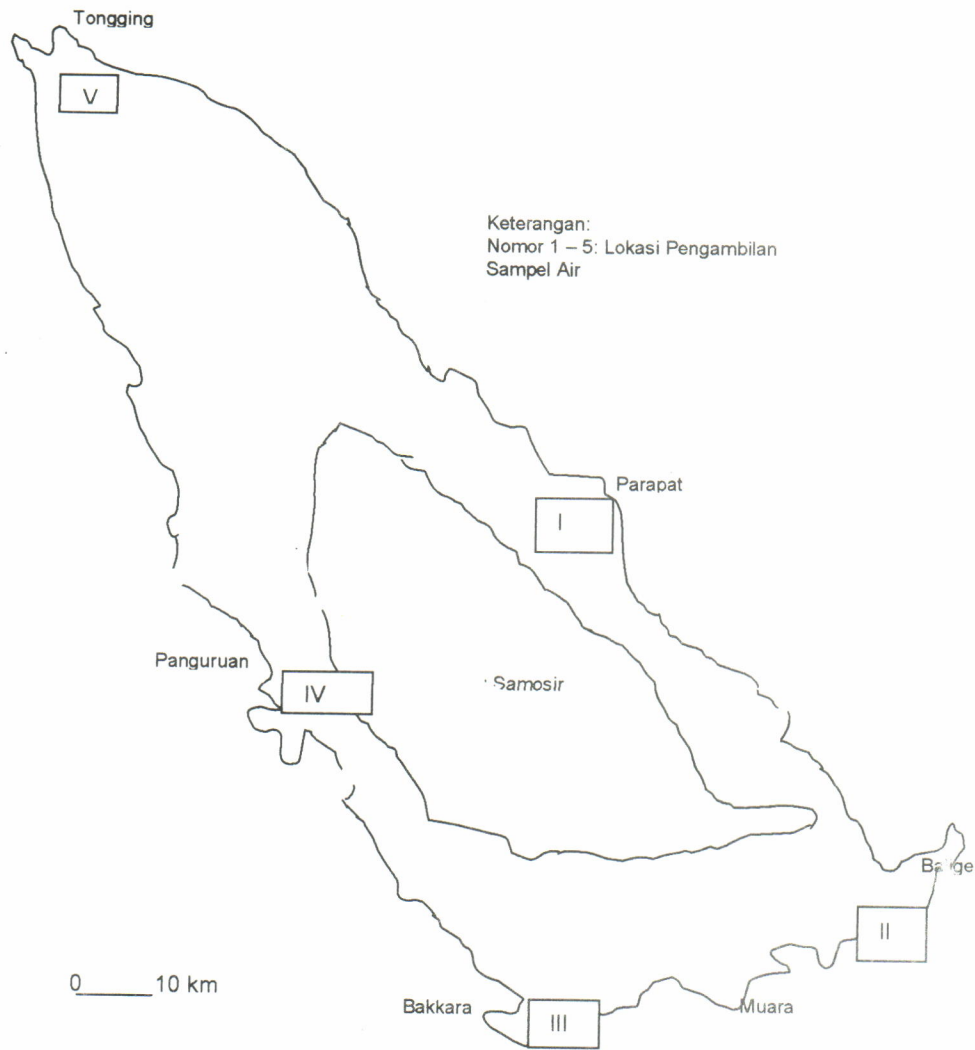 Tongging
V
Keterangan:
Nomor 1 – 5: Lokasi Pengambilan
Sampel Air
Parapat
I
Panguruan
IV
Samosir
II
0 10 km
Bakkara
III
Muara